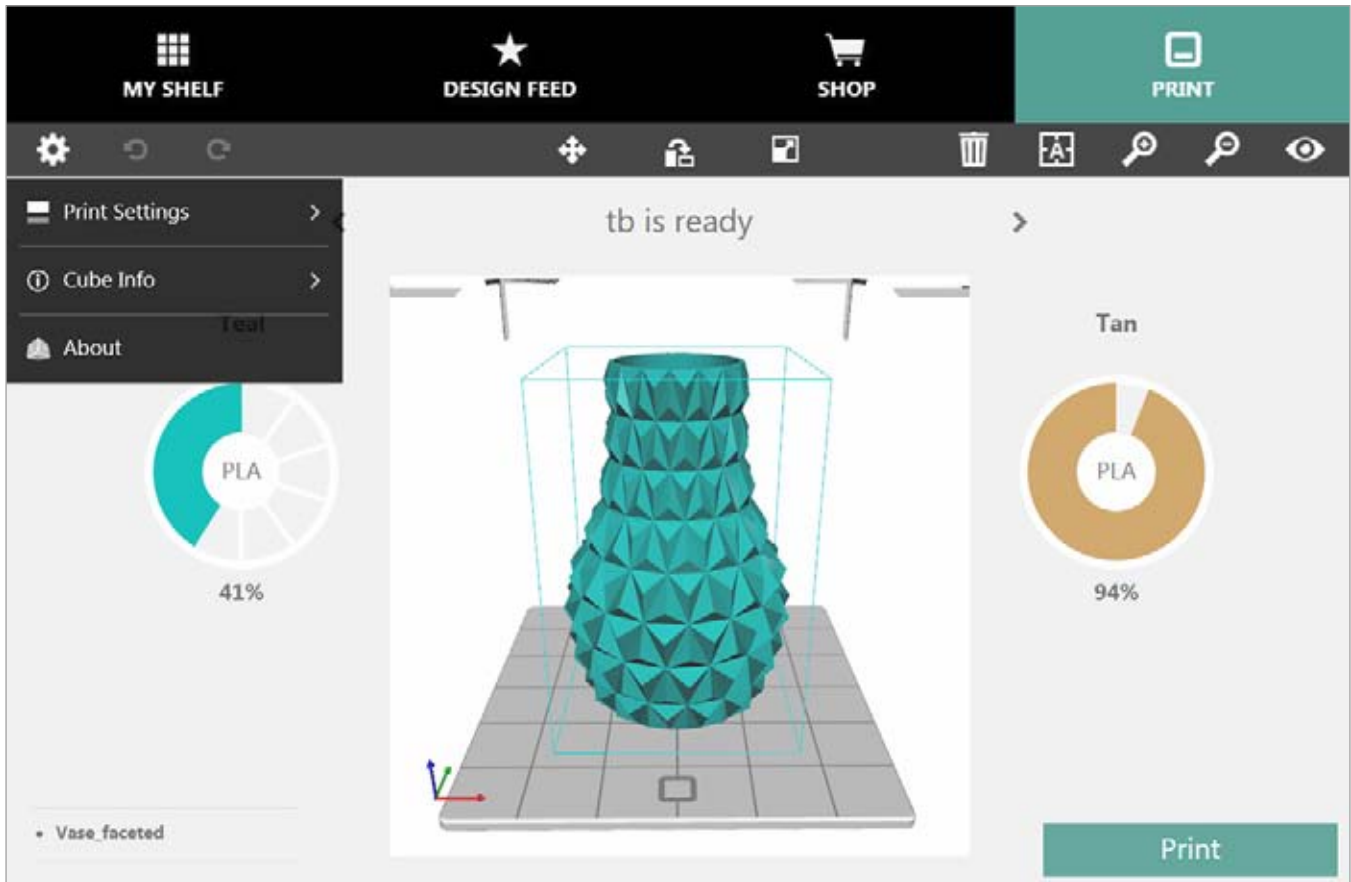 MY SHELF
DESIGN FEED
SHOP
PRINT
A
Print Settings
tb is ready
Cube Info
Teal
Tan
About
PLA
PLA
41%
94%
• Vase_faceted
Print